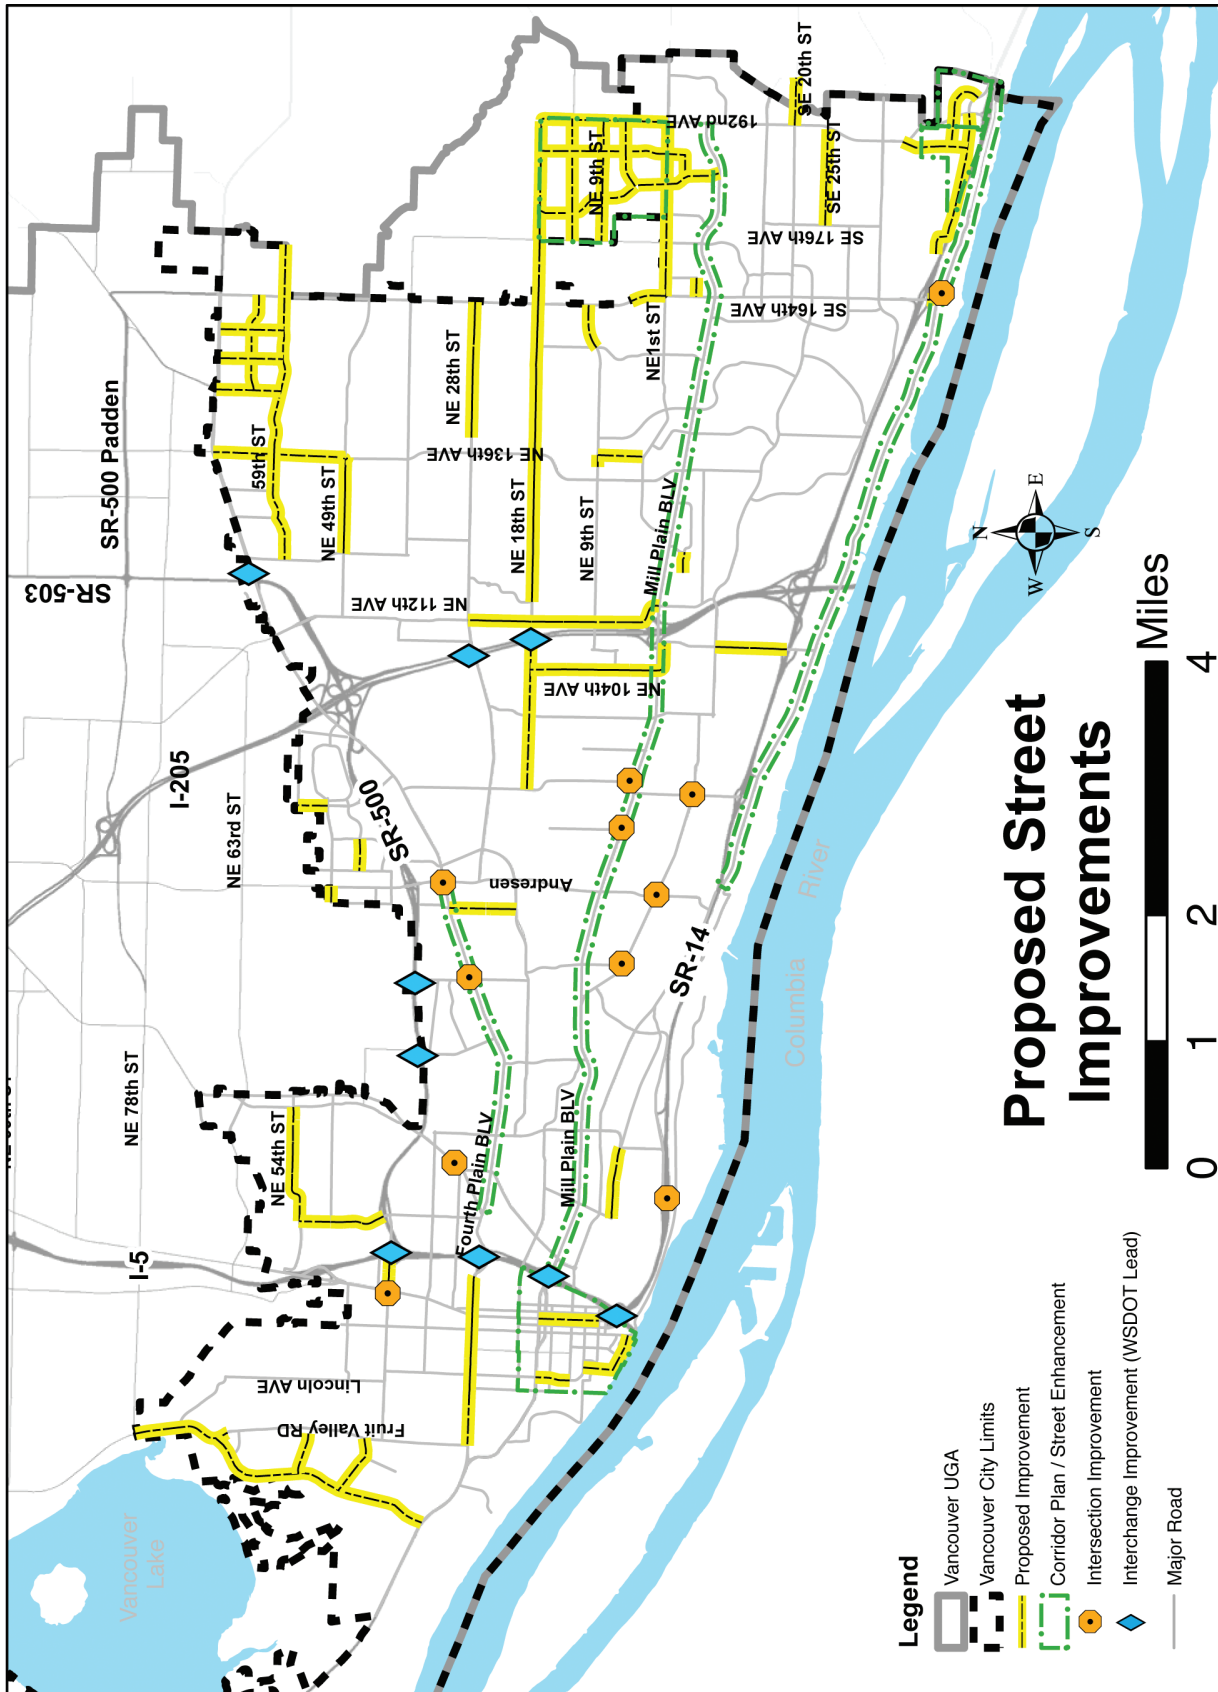 Proposed Street
Improvements
0 1 2 4
Miles
N
W E
S
Legend
Vancouver UGA
Vancouver City Limits
Proposed Improvement
Corridor Plan / Street Enhancement
Intersection Improvement
Interchange Improvement (WSDOT Lead)
Major Road
Vancouver
Lake
Columbia
River
I-5
I-205
SR-500
SR-503
SR-500 Padden
SR-14
NE 78th ST
NE 63rd ST
NE 54th ST
Lincoln AVE
Fruit Valley RD
Fourth Plain BLV
Mill Plain BLV
Andresen
NE 104th AVE
NE 112th AVE
59th ST
NE 49th ST
NE 28th ST
NE 136th AVE
NE 18th ST
NE 9th ST
Mill Plain BLV
NE1st ST
SE 164th AVE
SE 176th AVE
NE 9th ST
192nd AVE
SE 20th ST
SE 25th ST